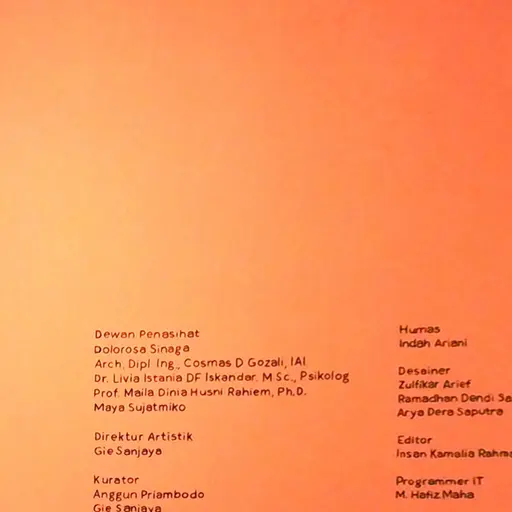 Dewan Penasihat
Dolorosa Sinaga
Arch. Dipl. Ing., Cosmas D Gozali, IAI
Dr. Livia Istania DF Iskandar, M.Sc., Psikolog
Prof. Maila Dinia Husni Rahiem, Ph.D.
Maya Sujatmiko
Direktur Artistik
Gie Sanjaya
Kurator
Anggun Priambodo
Gie Sanjaya
Humas
Indah Ariani
Desainer
Zulfikar Arief
Ramadhan Dendi Sa
Arya Dera Saputra
Editor
Insan Kamalia Rahma
Programmer IT
M. Hafiz Maha